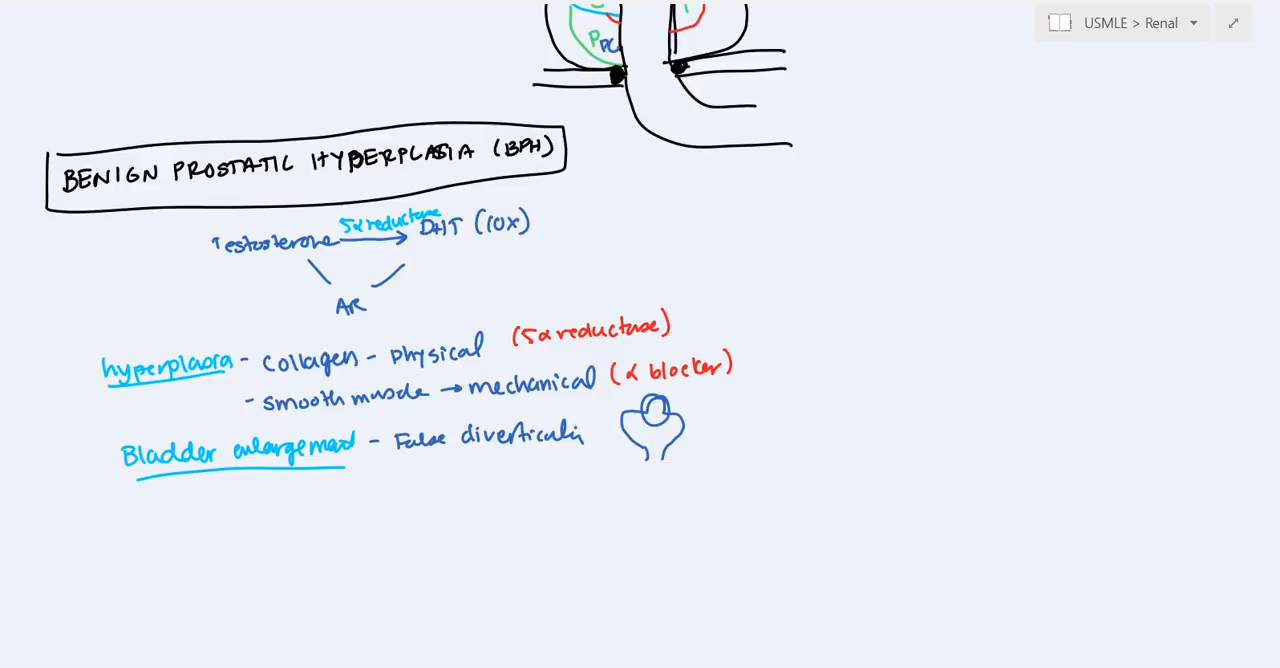 USMLE > Renal
P PC
BENIGN PROSTATIC HYPERPLASIA (BPH)
5α reductase
Testosterone DHT (10x)
AR
hyperplasia - collagen - physical (5α reductase)
- smooth muscle → mechanical (α blocker)
Bladder enlargement - False diverticuli